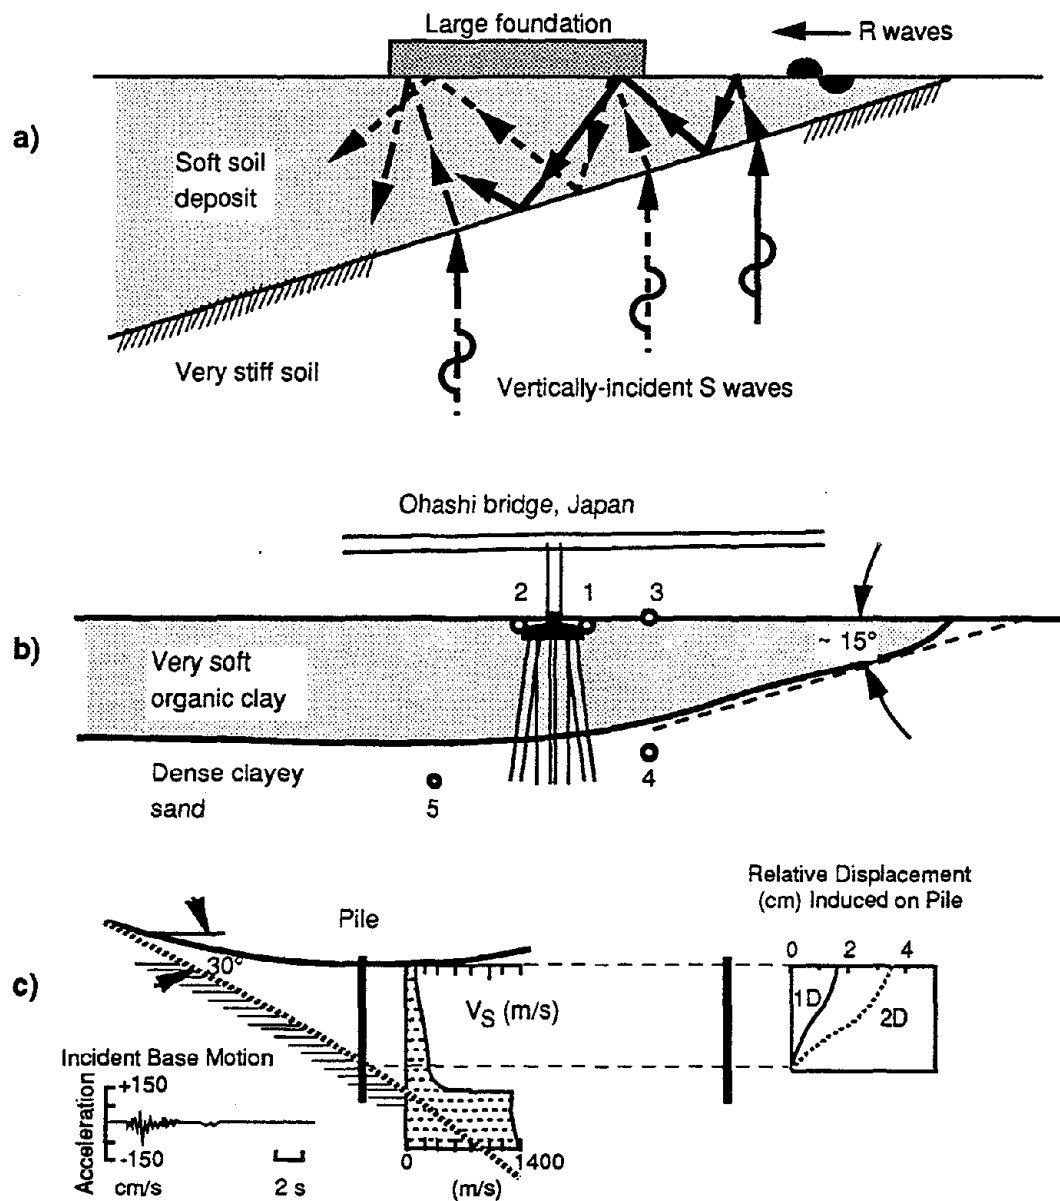 Large foundation
R waves
a)
Soft soil
deposit
Very stiff soil
Vertically-incident S waves
Ohashi bridge, Japan
2
1
3
b)
~ 15°
Very soft
organic clay
Dense clayey
sand
5
4
Relative Displacement
(cm) Induced on Pile
Pile
0 2 4
30°
c)
V_S (m/s)
1D
2D
Incident Base Motion
Acceleration
+150
-150
cm/s
2 s
0
1400
(m/s)